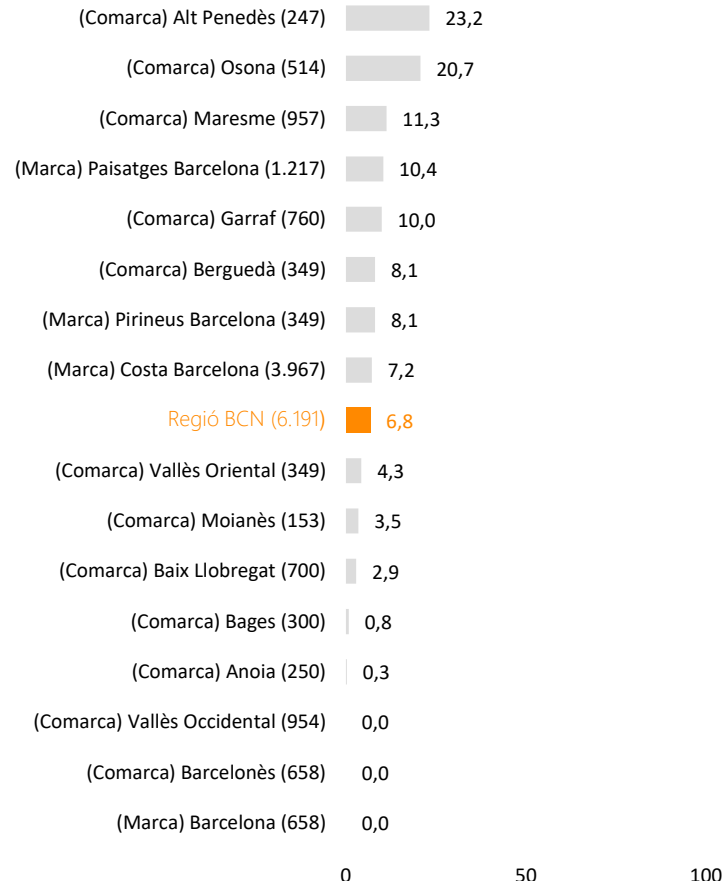 (Comarca) Alt Penedès (247) 23,2
(Comarca) Osona (514) 20,7
(Comarca) Maresme (957) 11,3
(Marca) Paisatges Barcelona (1.217) 10,4
(Comarca) Garraf (760) 10,0
(Comarca) Berguedà (349) 8,1
(Marca) Pirineus Barcelona (349) 8,1
(Marca) Costa Barcelona (3.967) 7,2
Regió BCN (6.191) 6,8
(Comarca) Vallès Oriental (349) 4,3
(Comarca) Moianès (153) 3,5
(Comarca) Baix Llobregat (700) 2,9
(Comarca) Bages (300) 0,8
(Comarca) Anoia (250) 0,3
(Comarca) Vallès Occidental (954) 0,0
(Comarca) Barcelonès (658) 0,0
(Marca) Barcelona (658) 0,0
0 50 100